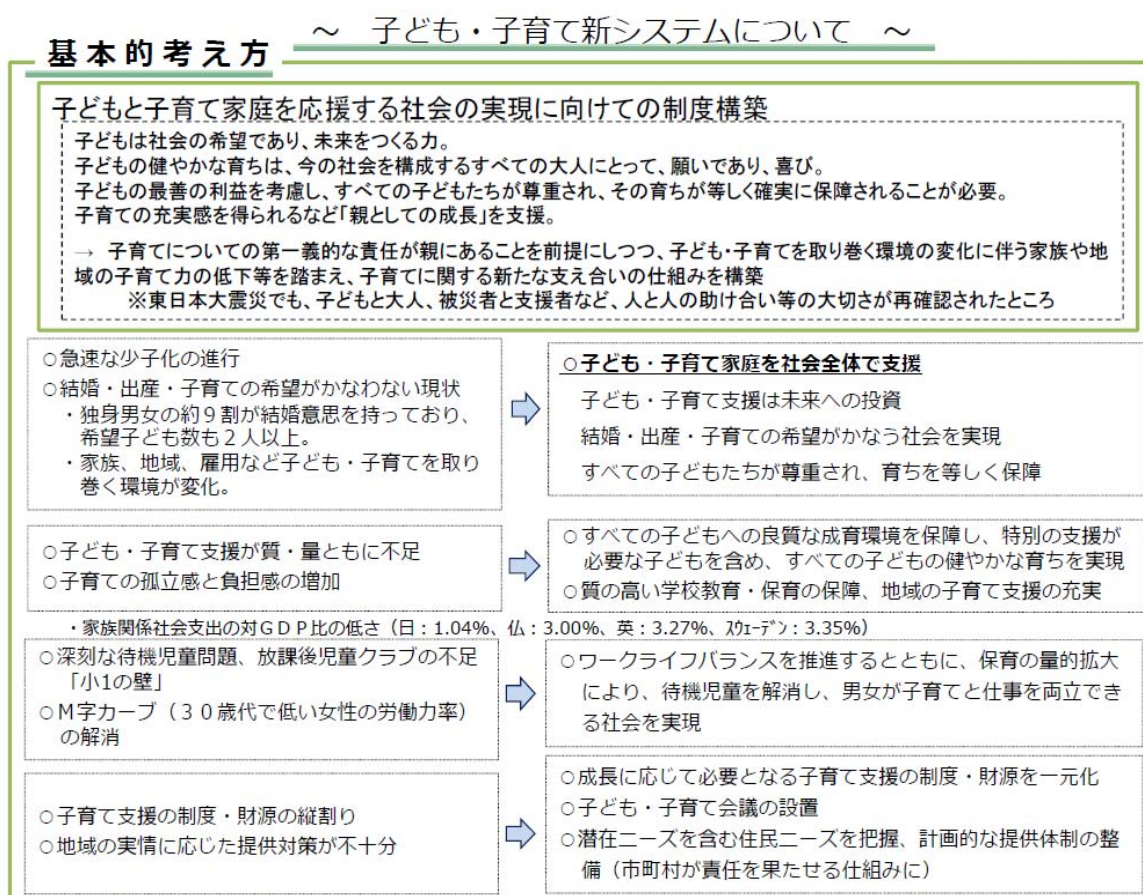 ～ 子ども・子育て新システムについて ～
基本的考え方
子どもと子育て家庭を応援する社会の実現に向けての制度構築
子どもは社会の希望であり、未来をつくる力。
子どもの健やかな育ちは、今の社会を構成するすべての大人にとって、願いであり、喜び。
子どもの最善の利益を考慮し、すべての子どもたちが尊重され、その育ちが等しく確実に保障されることが必要。
子育ての充実感を得られるなど「親としての成長」を支援。
→ 子育てについての第一義的な責任が親にあることを前提にしつつ、子ども・子育てを取り巻く環境の変化に伴う家族や地
域の子育て力の低下等を踏まえ、子育てに関する新たな支え合いの仕組みを構築
※東日本大震災でも、子どもと大人、被災者と支援者など、人と人の助け合い等の大切さが再確認されたところ
○急速な少子化の進行
○結婚・出産・子育ての希望がかなわない現状
・独身男女の約９割が結婚意思を持っており、
希望子ども数も２人以上。
・家族、地域、雇用など子ども・子育てを取り
巻く環境が変化。
○子ども・子育て家庭を社会全体で支援
子ども・子育て支援は未来への投資
結婚・出産・子育ての希望がかなう社会を実現
すべての子どもたちが尊重され、育ちを等しく保障
○子ども・子育て支援が質・量ともに不足
○子育ての孤立感と負担感の増加
○すべての子どもへの良質な成育環境を保障し、特別の支援が
必要な子どもを含め、すべての子どもの健やかな育ちを実現
○質の高い学校教育・保育の保障、地域の子育て支援の充実
・家族関係社会支出の対ＧＤＰ比の低さ（日：1.04%、仏：3.00%、英：3.27%、ｽｳｪｰﾃﾞﾝ：3.35%）
○深刻な待機児童問題、放課後児童クラブの不足
「小1の壁」
○Ｍ字カーブ（３０歳代で低い女性の労働力率）
の解消
○ワークライフバランスを推進するとともに、保育の量的拡大
により、待機児童を解消し、男女が子育てと仕事を両立でき
る社会を実現
○子育て支援の制度・財源の縦割り
○地域の実情に応じた提供対策が不十分
○成長に応じて必要となる子育て支援の制度・財源を一元化
○子ども・子育て会議の設置
○潜在ニーズを含む住民ニーズを把握、計画的な提供体制の整
備（市町村が責任を果たせる仕組みに）